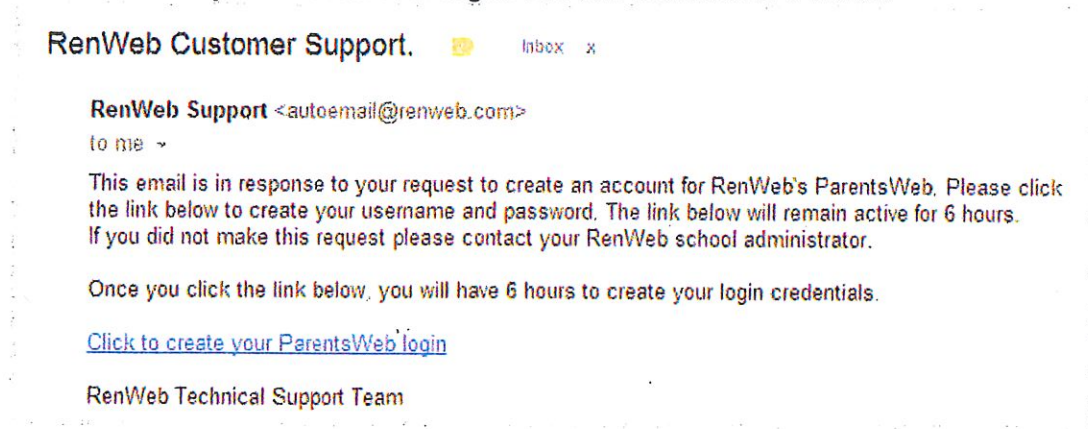 RenWeb Customer Support. Inbox x
RenWeb Support <autoemail@renweb.com>
to me
This email is in response to your request to create an account for RenWeb's ParentsWeb. Please click
the link below to create your username and password. The link below will remain active for 6 hours.
If you did not make this request please contact your RenWeb school administrator.
Once you click the link below, you will have 6 hours to create your login credentials.
Click to create your ParentsWeb login
RenWeb Technical Support Team